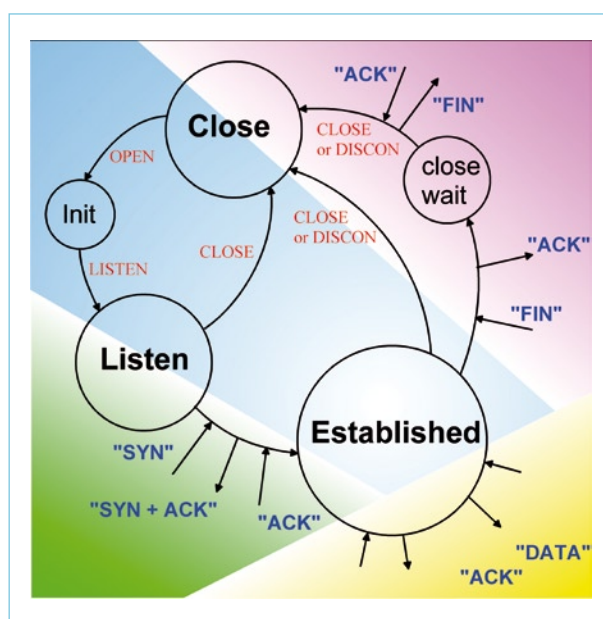 "ACK"
"FIN"
Close
CLOSE
or DISCON
close
wait
OPEN
Init
CLOSE
or DISCON
CLOSE
"ACK"
LISTEN
"FIN"
Listen
Established
"SYN"
"SYN + ACK"
"ACK"
"DATA"
"ACK"